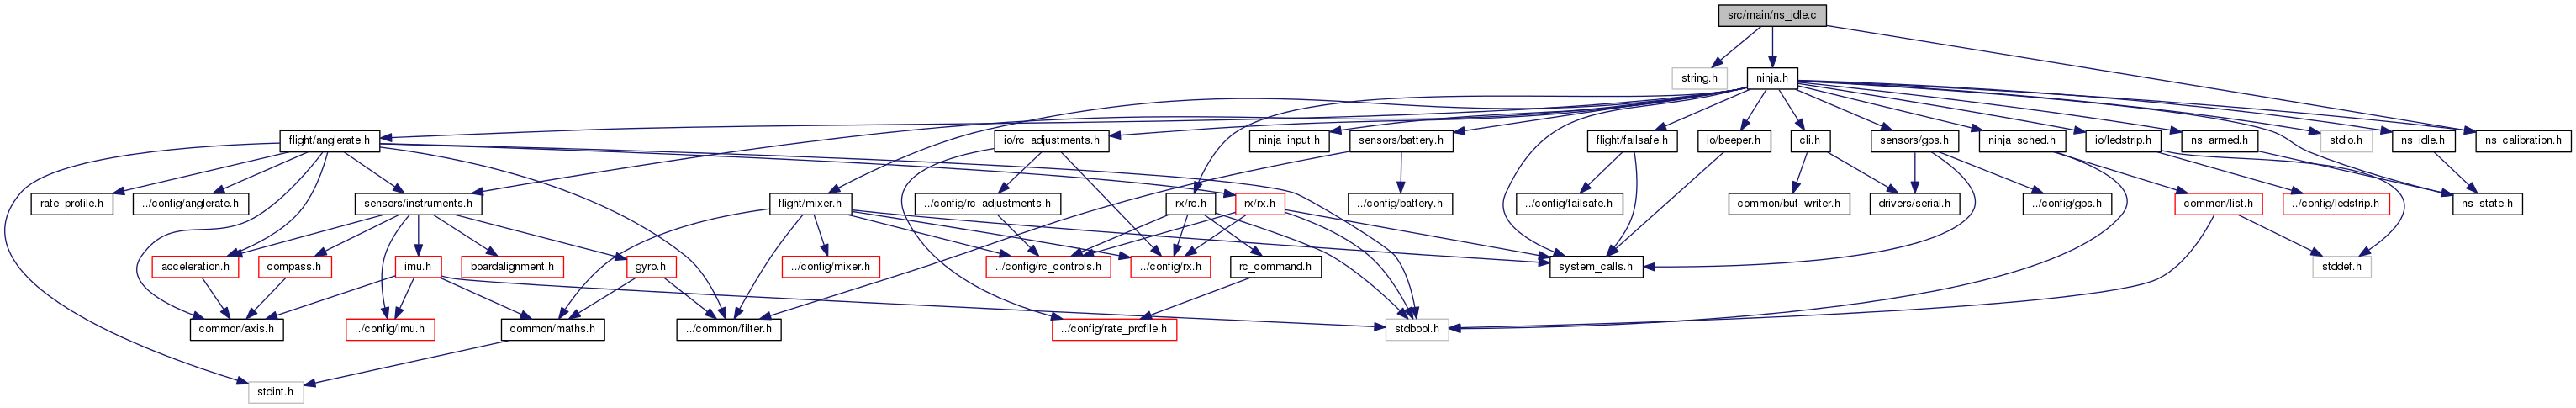 src/main/ns_idle.c
string.h
ninja.h
flight/anglerate.h
io/rc_adjustments.h
ninja_input.h
sensors/battery.h
flight/failsafe.h
io/beeper.h
cli.h
sensors/gps.h
ninja_sched.h
io/ledstrip.h
ns_armed.h
stdio.h
ns_idle.h
ns_calibration.h
rate_profile.h
../config/anglerate.h
sensors/instruments.h
flight/mixer.h
../config/rc_adjustments.h
rx/rc.h
rx/rx.h
../config/battery.h
../config/failsafe.h
common/buf_writer.h
drivers/serial.h
../config/gps.h
common/list.h
../config/ledstrip.h
ns_state.h
acceleration.h
compass.h
imu.h
boardalignment.h
gyro.h
../config/mixer.h
../config/rc_controls.h
../config/rx.h
rc_command.h
system_calls.h
stddef.h
common/axis.h
../config/imu.h
common/maths.h
../common/filter.h
../config/rate_profile.h
stdbool.h
stdint.h